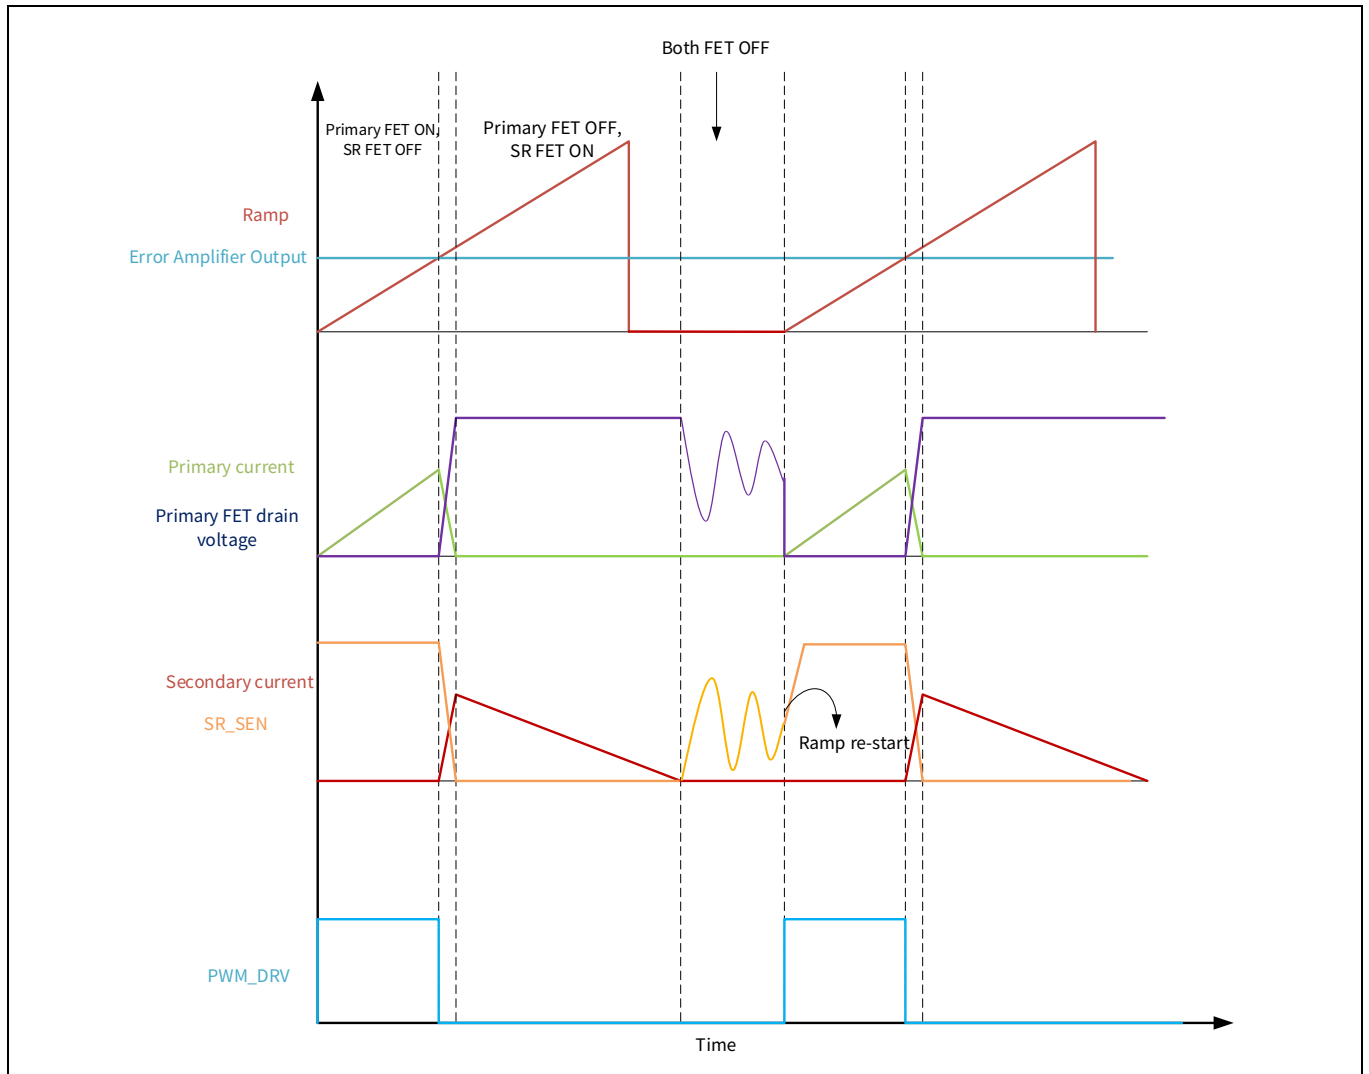 Both FET OFF
Primary FET ON,
SR FET OFF
Primary FET OFF,
SR FET ON
Ramp
Error Amplifier Output
Primary current
Primary FET drain
voltage
Secondary current
SR_SEN
Ramp re-start
PWM_DRV
Time